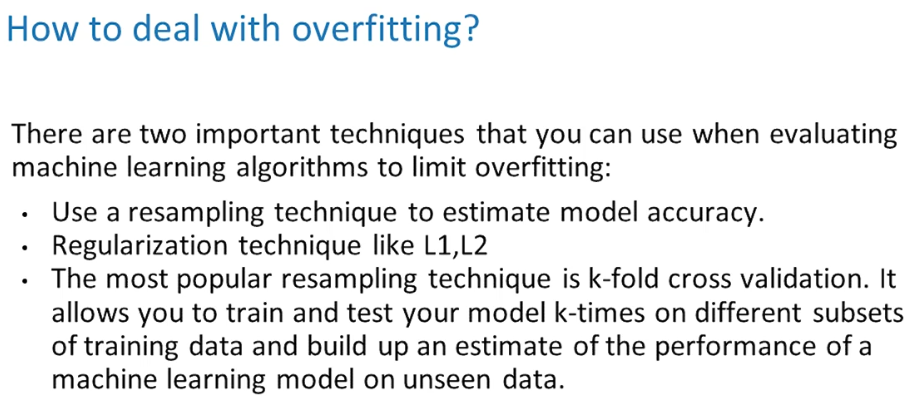 How to deal with overfitting?
There are two important techniques that you can use when evaluating
machine learning algorithms to limit overfitting:
• Use a resampling technique to estimate model accuracy.
• Regularization technique like L1,L2
• The most popular resampling technique is k-fold cross validation. It
allows you to train and test your model k-times on different subsets
of training data and build up an estimate of the performance of a
machine learning model on unseen data.